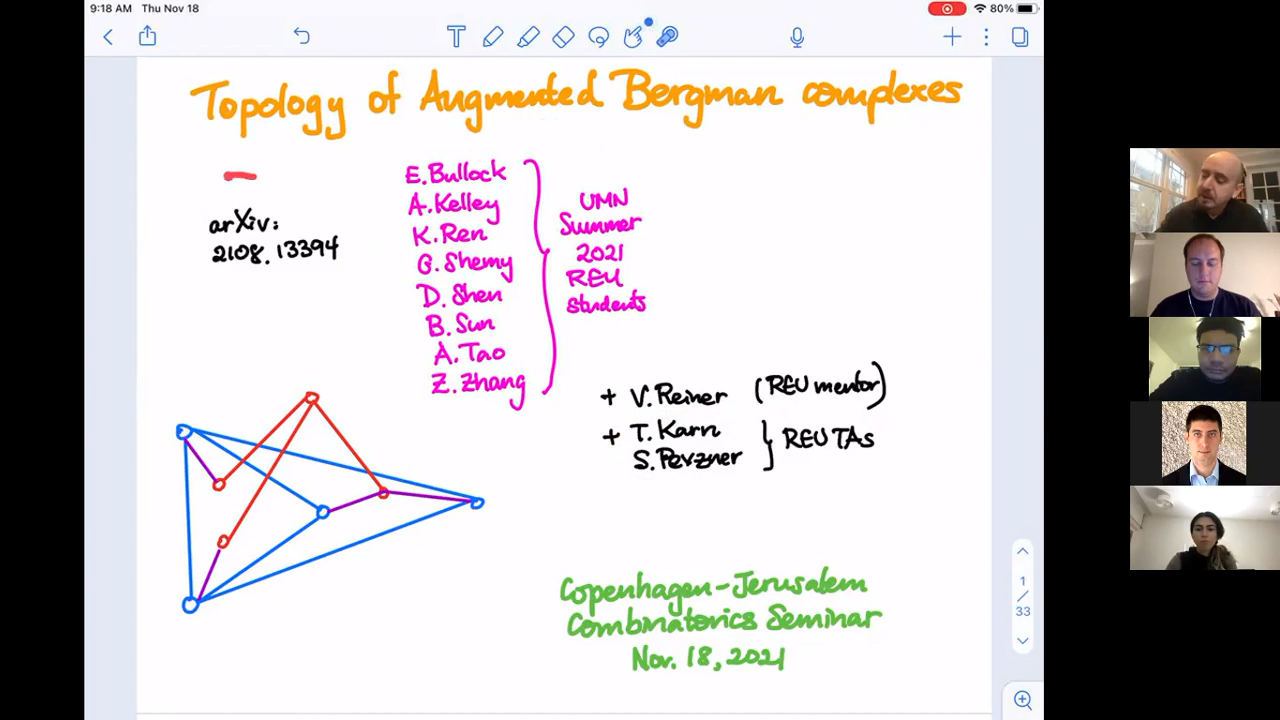 9:18 AM Thu Nov 18
80%
Topology of Augmented Bergman complexes
arXiv:
2108.13394
E. Bullock
A. Kelley
K. Ren
G. Shemy
D. Shen
B. Sun
A. Tao
Z. Zhang
UMN
Summer
2021
REU
Students
+ V. Reiner (REU mentor)
+ T. Karn
S. Pevzner
REU TAs
Copenhagen-Jerusalem
Combinatorics Seminar
Nov. 18, 2021
1
/
33